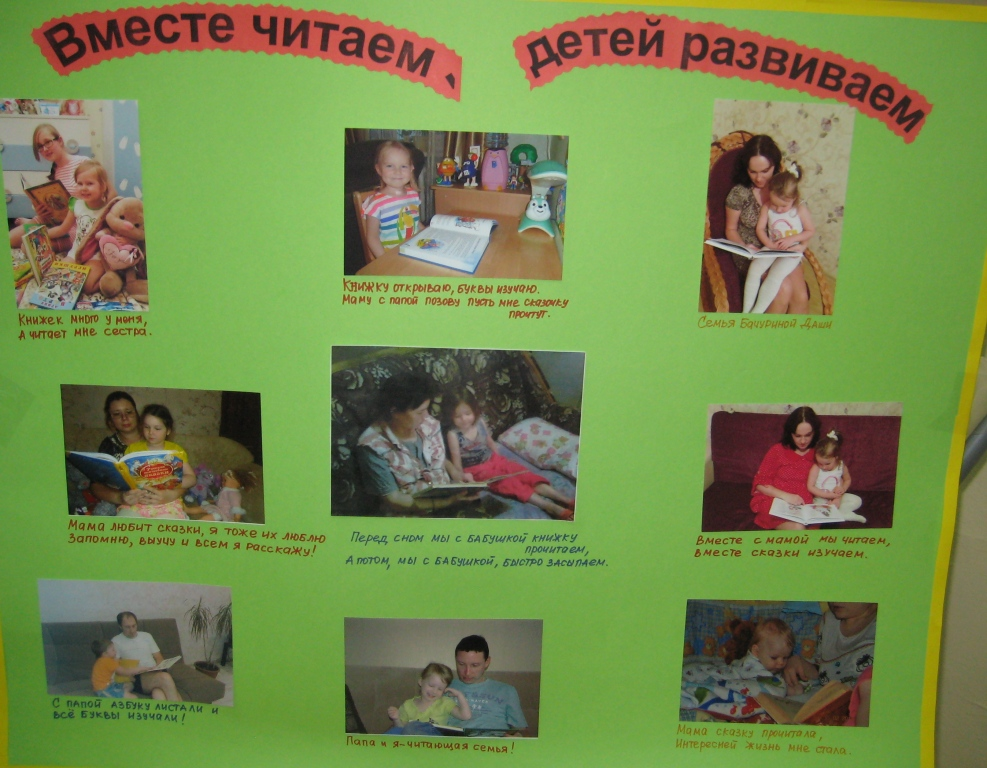 Вместе читаем,
детей развиваем
Книжек много у меня,
А читает мне сестра.
Книжку открываю, буквы изучаю.
Маму с папой позову пусть мне сказочку
прочтут.
Семья Бачуриной Даши
Мама любит сказки, я тоже их люблю
Запомню, выучу и всем я расскажу!
Перед сном мы с бабушкой книжку
прочитаем,
А потом, мы с бабушкой, быстро засыпаем.
Вместе с мамой мы читаем,
вместе сказки изучаем.
С папой азбуку листали и
всё буквы изучали!
Папа и я-читающая семья!
Мама сказку прочитала,
Интересней жизнь мне стала.